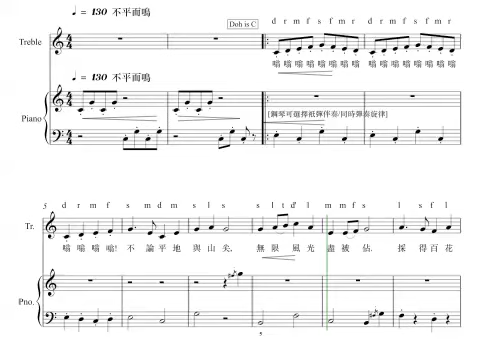 ♩ = 130 不平而鳴
Doh is C
d r m f s f m r d r m f s f m r
Treble
嗡 嗡 嗡 嗡 嗡 嗡 嗡 嗡 嗡 嗡 嗡 嗡 嗡 嗡 嗡 嗡
♩ = 130 不平而鳴
[鋼琴可選擇祇彈伴奏/同時彈奏旋律]
Piano
5 d r m f s m d m s l s s l t d' l m m f s l s f l
Tr.
嗡 嗡 嗡 嗡! 不 論 平 地 與 山 尖, 無 限 風 光 盡 被 佔. 採 得 百 花
Pno.
5